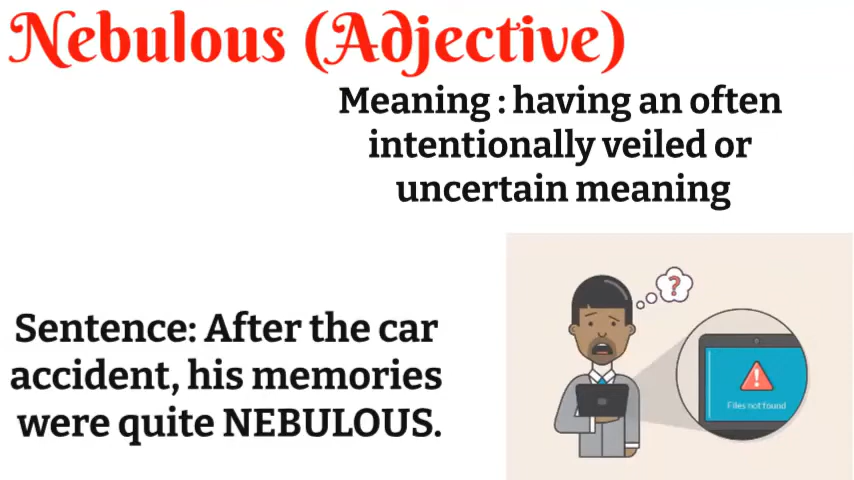 Nebulous (Adjective)
Meaning : having an often
intentionally veiled or
uncertain meaning
Sentence: After the car
accident, his memories
were quite NEBULOUS.
?
!
Files not found